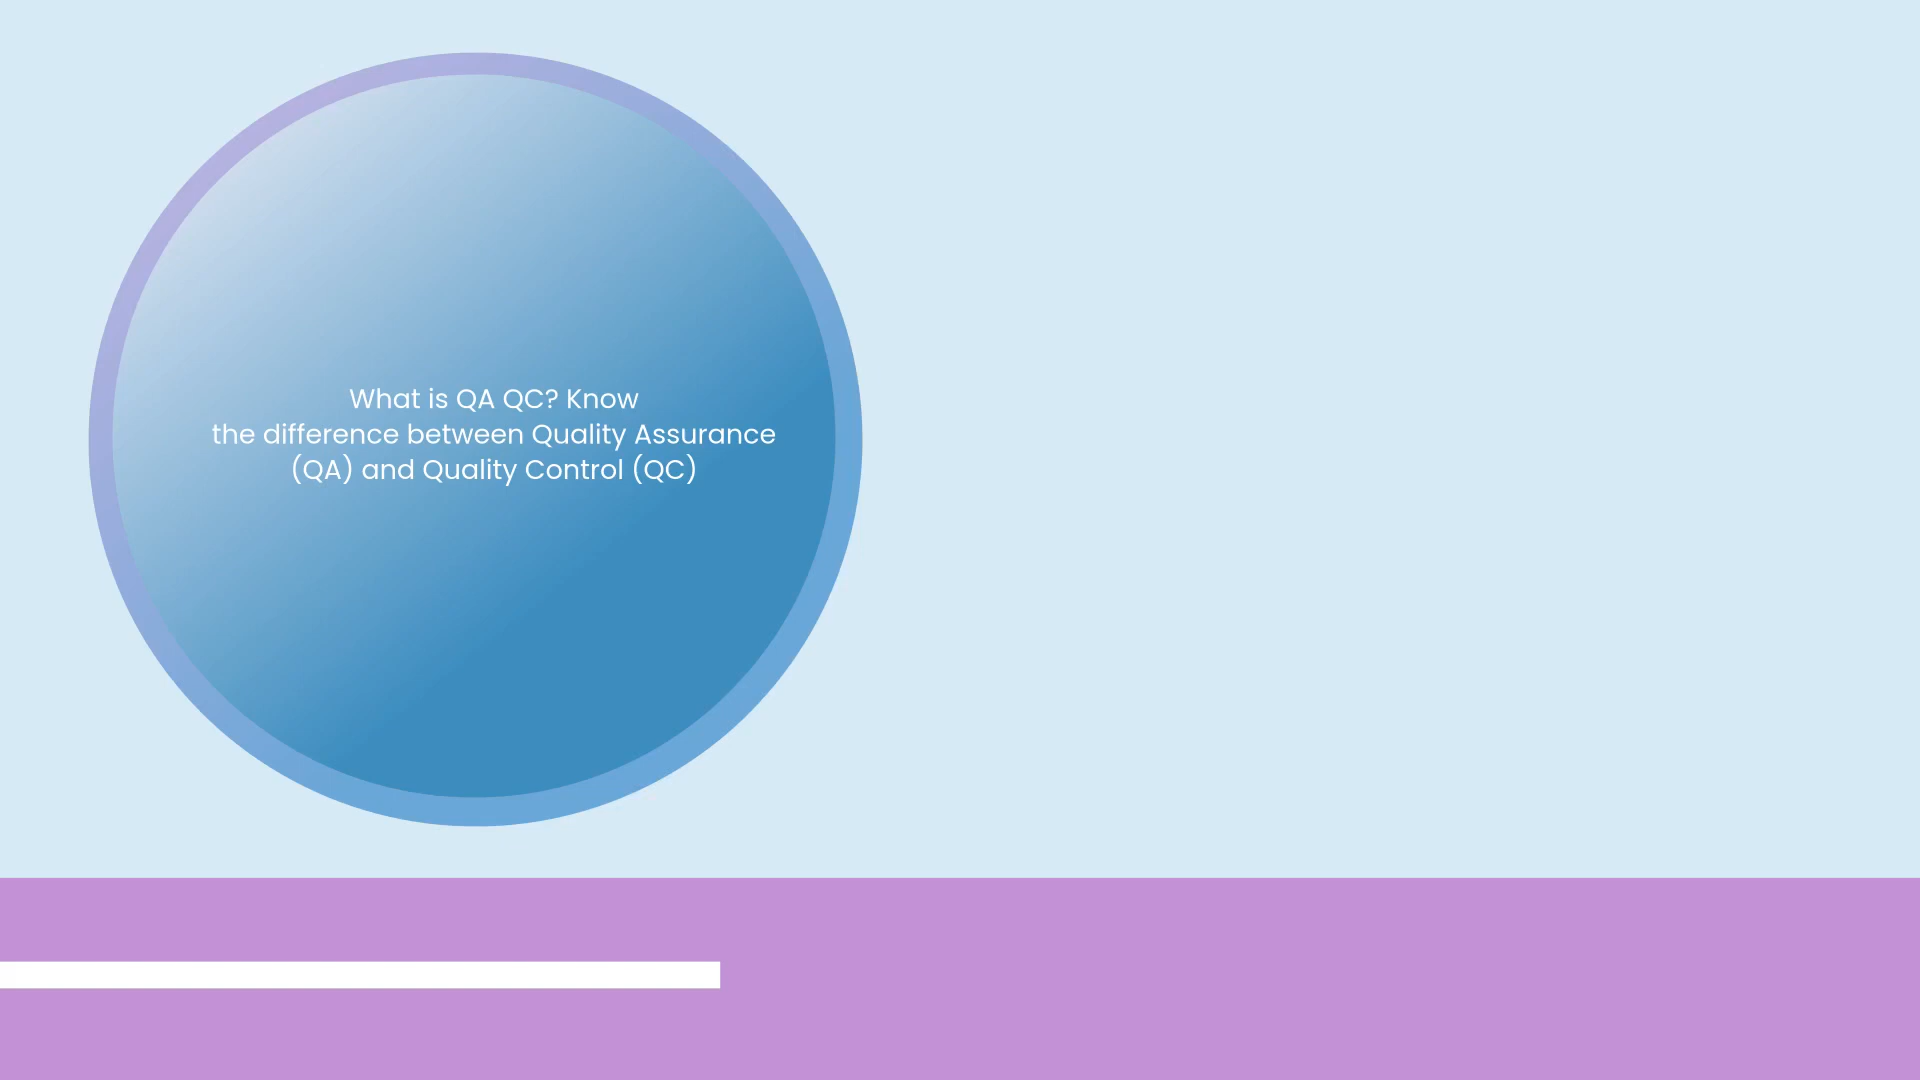 What is QA QC? Know
the difference between Quality Assurance
(QA) and Quality Control (QC)